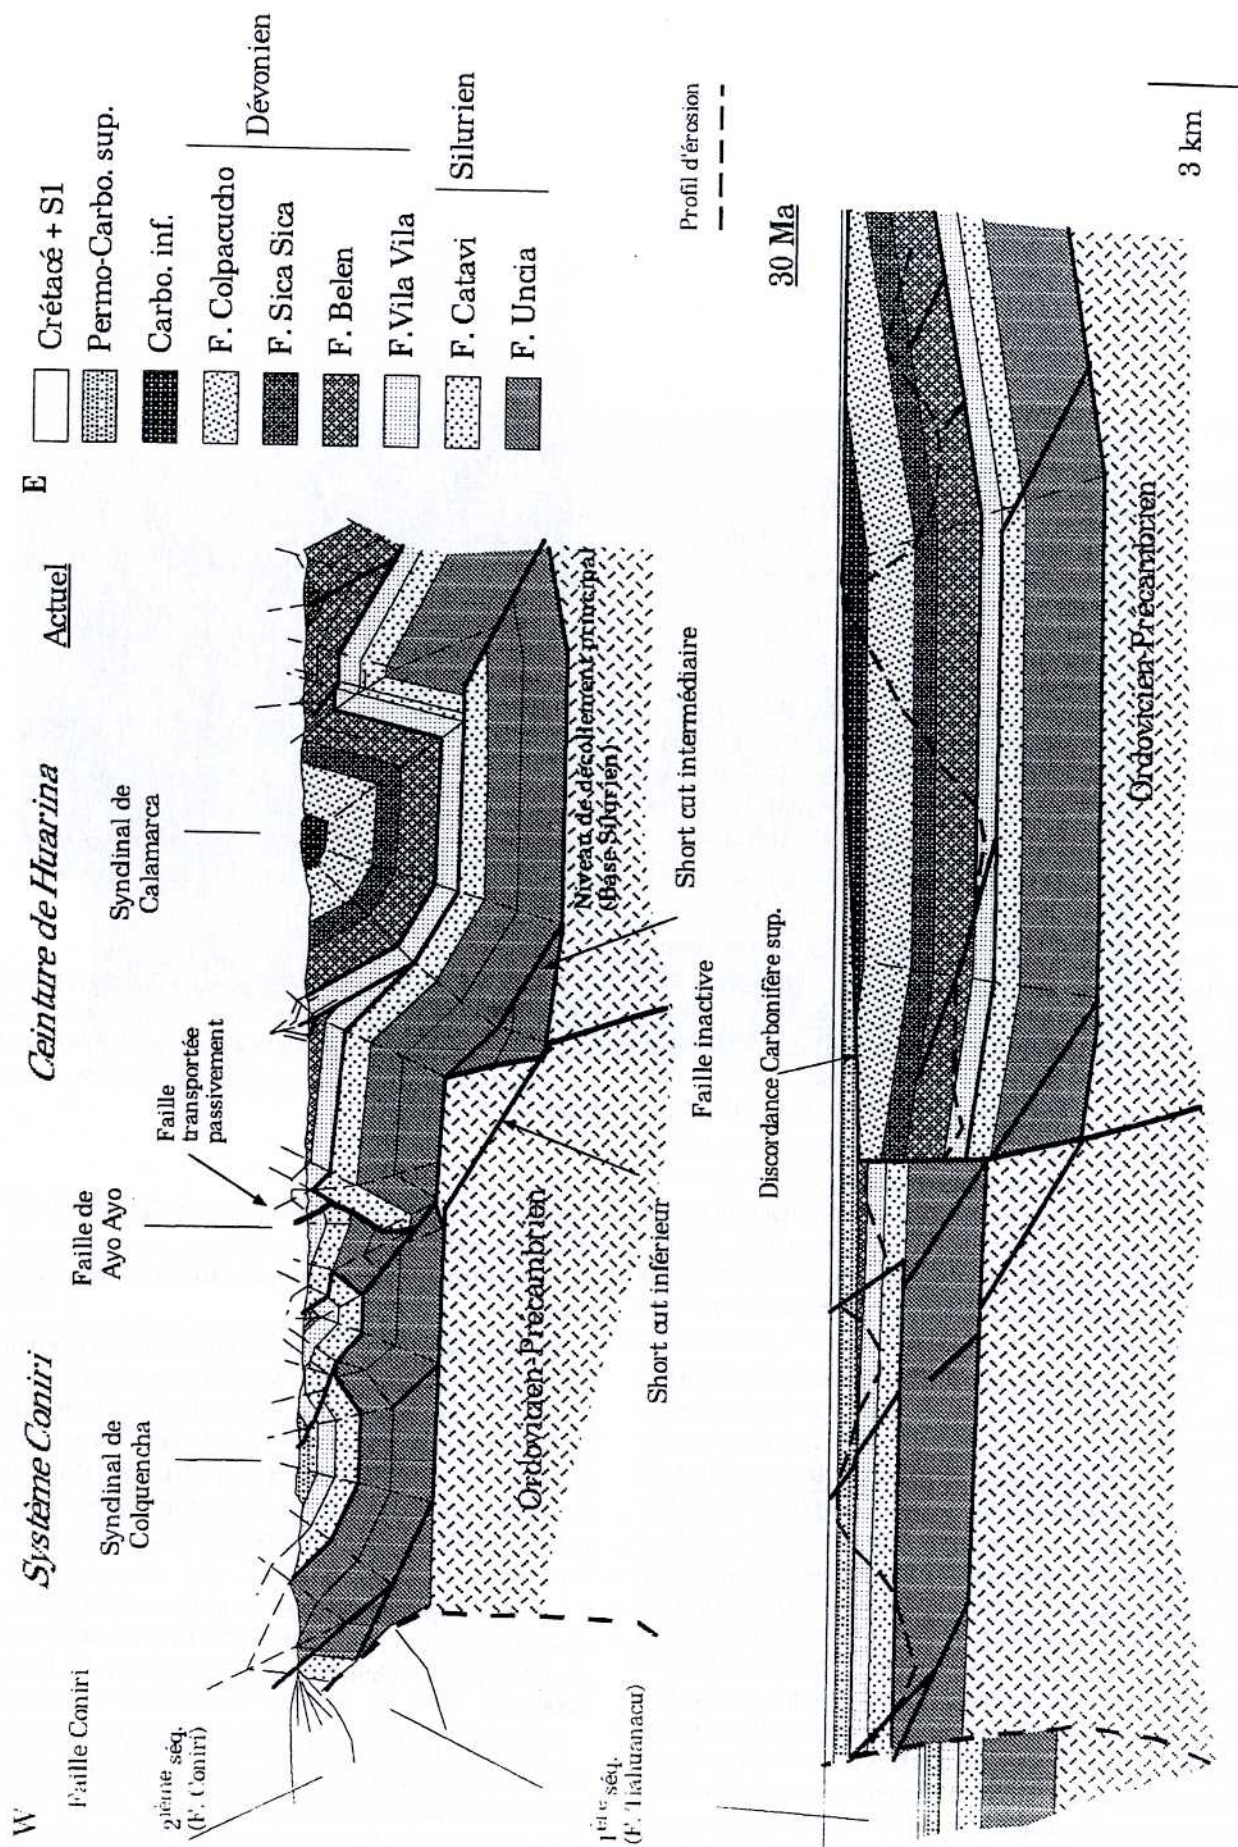 W
E
Système Coniri
Ceinture de Huarina
Actuel
Faille Coniri
Synclinal de
Colquencha
Faille de
Ayo Ayo
Faille
transportée
passivement
Synclinal de
Calamarca
2ième séq.
(F. Coniri)
1ière séq.
(F. Tiahuanacu)
Ordovicien-Précambrien
Niveau de décollement principal
(Base Silurien)
Short cut inférieur
Short cut intermédiaire
Faille inactive
Crétacé + S1
Permo-Carbo. sup.
Carbo. inf.
F. Colpacucho
F. Sica Sica
F. Belen
F. Vila Vila
F. Catavi
F. Uncia
Dévonien
Silurien
Profil d'érosion
30 Ma
Discordance Carbonifère sup.
Ordovicien-Précambrien
3 km